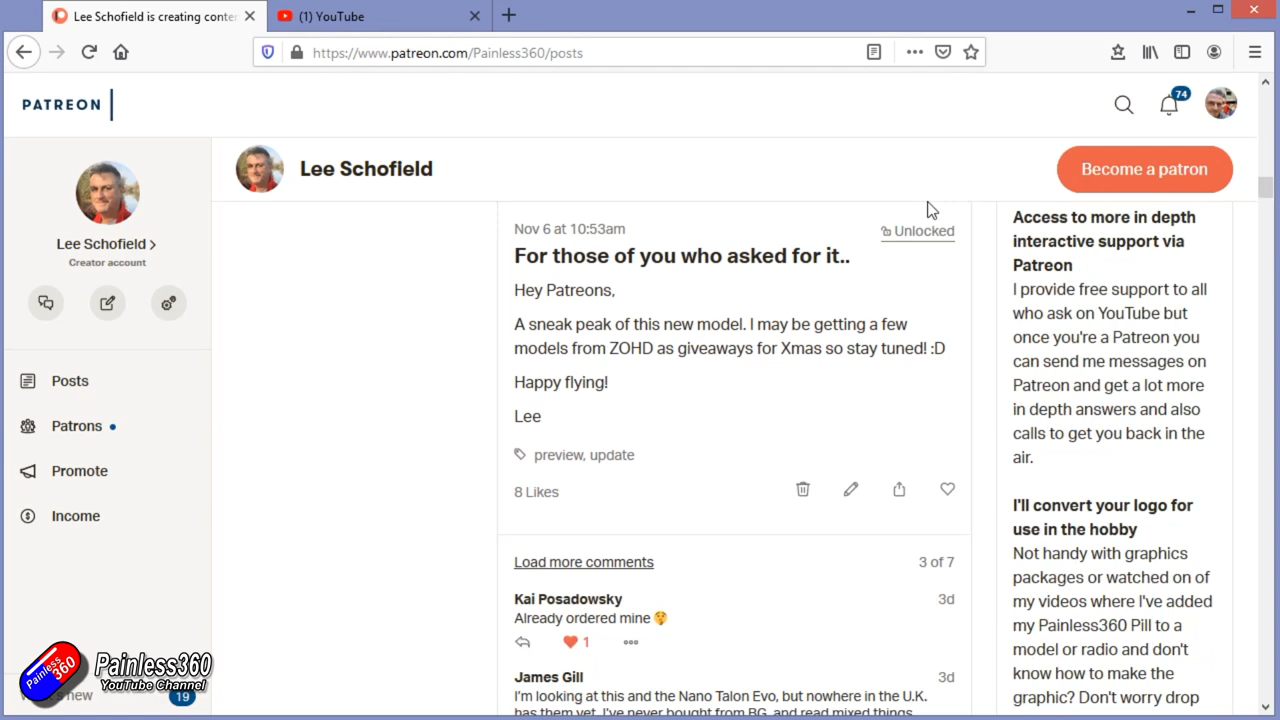 Lee Schofield is creating conte
(1) YouTube
https://www.patreon.com/Painless360/posts
PATREON
74
Lee Schofield
Become a patron
Lee Schofield
Creator account
Posts
Patrons
Promote
Income
19
Nov 6 at 10:53am
Unlocked
For those of you who asked for it..
Hey Patreons,
A sneak peak of this new model. I may be getting a few
models from ZOHD as giveaways for Xmas so stay tuned! :D
Happy flying!
Lee
preview, update
8 Likes
Load more comments
3 of 7
Kai Posadowsky
3d
Already ordered mine 🤫
1
James Gill
3d
I'm looking at this and the Nano Talon Evo, but nowhere in the U.K.
has them yet. I've never bought from BG, and read mixed things
Access to more in depth
interactive support via
Patreon
I provide free support to all
who ask on YouTube but
once you're a Patreon you
can send me messages on
Patreon and get a lot more
in depth answers and also
calls to get you back in the
air.
I'll convert your logo for
use in the hobby
Not handy with graphics
packages or watched on of
my videos where I've added
my Painless360 Pill to a
model or radio and don't
know how to make the
graphic? Don't worry drop
Painless
360
Painless360
YouTube Channel